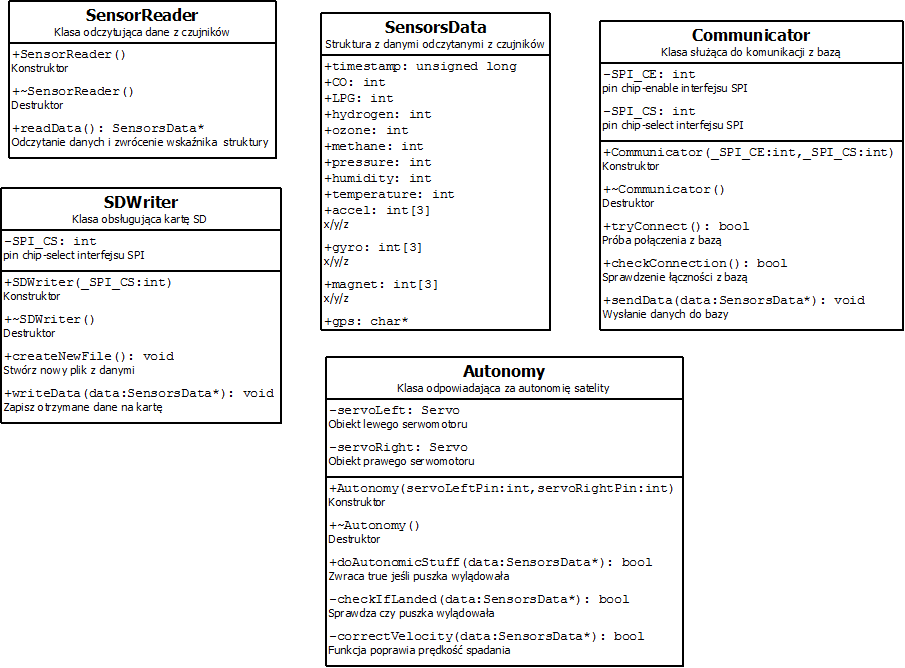 SensorReader
Klasa odczytująca dane z czujników
+SensorReader()
Konstruktor
+~SensorReader()
Destruktor
+readData(): SensorsData*
Odczytanie danych i zwrócenie wskaźnika struktury
SDWriter
Klasa obsługująca kartę SD
-SPI_CS: int
pin chip-select interfejsu SPI
+SDWriter(_SPI_CS:int)
Konstruktor
+~SDWriter()
Destruktor
+createNewFile(): void
Stwórz nowy plik z danymi
+writeData(data:SensorsData*): void
Zapisz otrzymane dane na kartę
SensorsData
Struktura z danymi odczytanymi z czujników
+timestamp: unsigned long
+CO: int
+LPG: int
+hydrogen: int
+ozone: int
+methane: int
+pressure: int
+humidity: int
+temperature: int
+accel: int[3]
x/y/z
+gyro: int[3]
x/y/z
+magnet: int[3]
x/y/z
+gps: char*
Communicator
Klasa służąca do komunikacji z bazą
-SPI_CE: int
pin chip-enable interfejsu SPI
-SPI_CS: int
pin chip-select interfejsu SPI
+Communicator(_SPI_CE:int,_SPI_CS:int)
Konstruktor
+~Communicator()
Destruktor
+tryConnect(): bool
Próba połączenia z bazą
+checkConnection(): bool
Sprawdzenie łączności z bazą
+sendData(data:SensorsData*): void
Wysłanie danych do bazy
Autonomy
Klasa odpowiadająca za autonomię satelity
-servoLeft: Servo
Obiekt lewego serwomotoru
-servoRight: Servo
Obiekt prawego serwomotoru
+Autonomy(servoLeftPin:int,servoRightPin:int)
Konstruktor
+~Autonomy()
Destruktor
+doAutonomicStuff(data:SensorsData*): bool
Zwraca true jeśli puszka wylądowała
-checkIfLanded(data:SensorsData*): bool
Sprawdza czy puszka wylądowała
-correctVelocity(data:SensorsData*): bool
Funkcja poprawia prędkość spadania